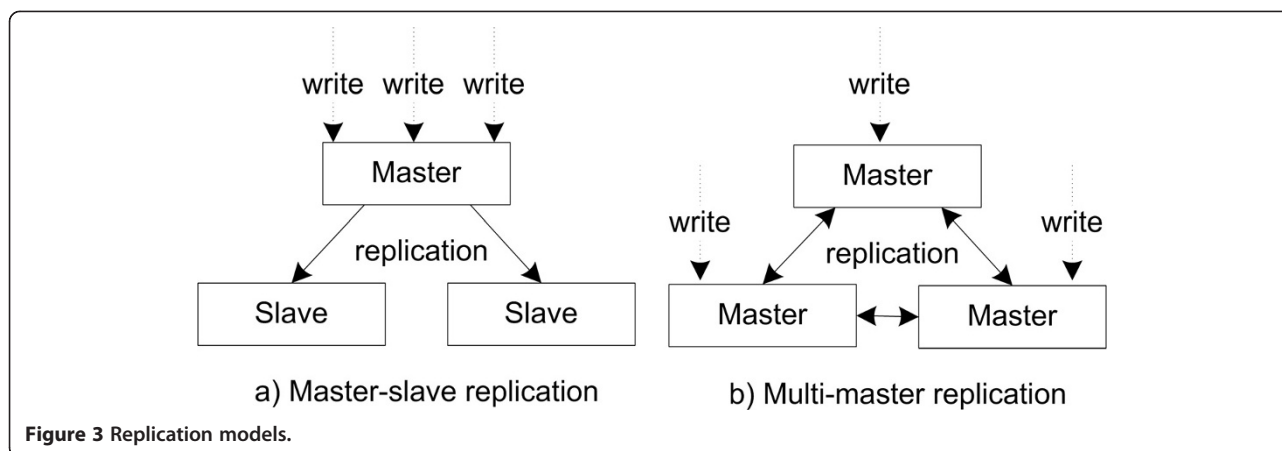 write write write
Master
replication
Slave Slave
a) Master-slave replication
write
Master
write write
replication
Master Master
b) Multi-master replication
Figure 3 Replication models.